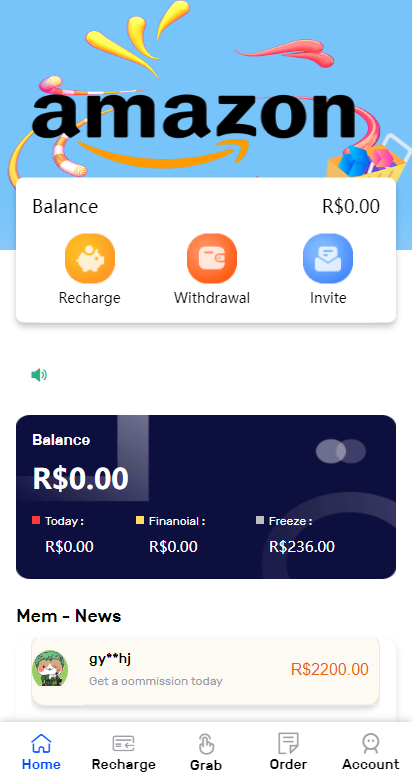 amazon
Balance R$0.00
Recharge Withdrawal Invite
Balance
R$0.00
Today : Finanoial : Freeze :
R$0.00 R$0.00 R$236.00
Mem - News
gy**hj
R$2200.00
Get a oommission today
Home Recharge Grab Order Account